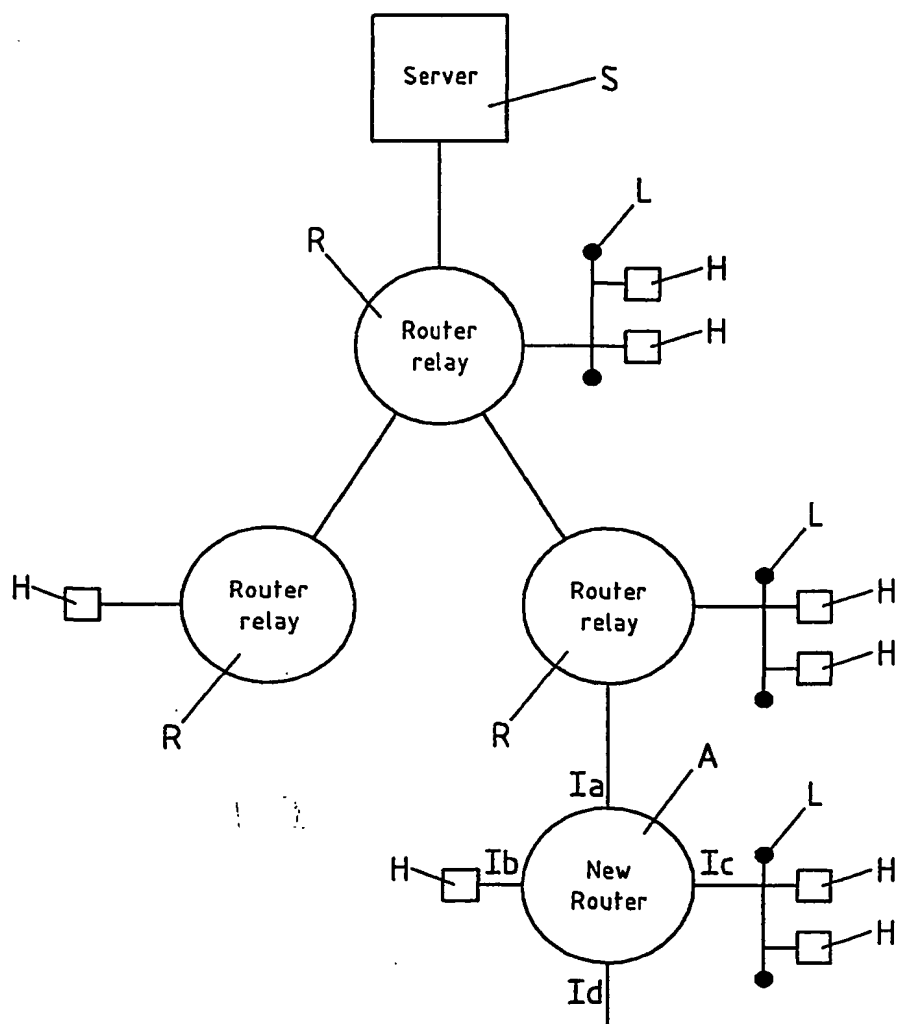 Server
S
L
R
H
Router
relay
H
L
H
Router
relay
Router
relay
H
H
R
R
A
Ia
L
H
Ib
Ic
H
New
Router
H
Id